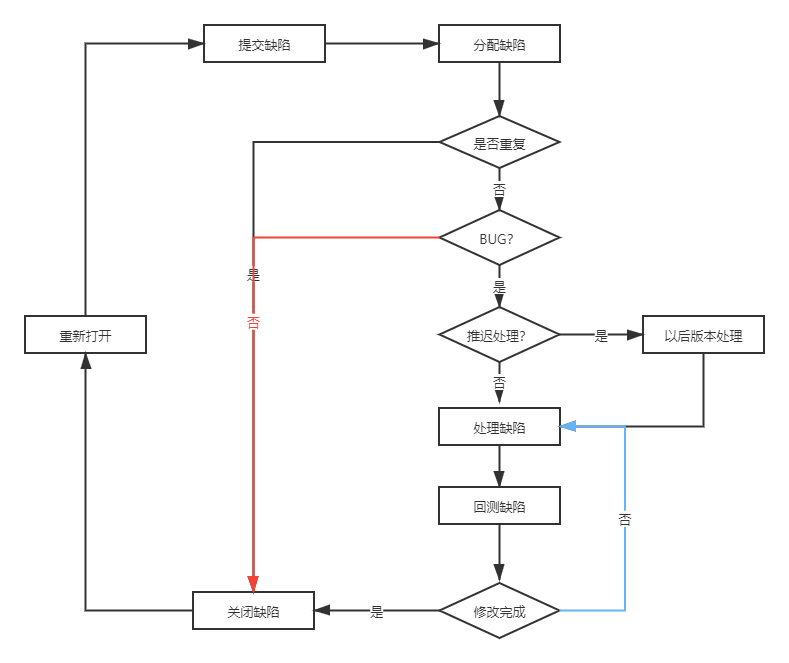 提交缺陷
分配缺陷
是否重复
否
BUG?
是
是
否
重新打开
推迟处理?
是
以后版本处理
否
处理缺陷
回测缺陷
否
关闭缺陷
是
修改完成